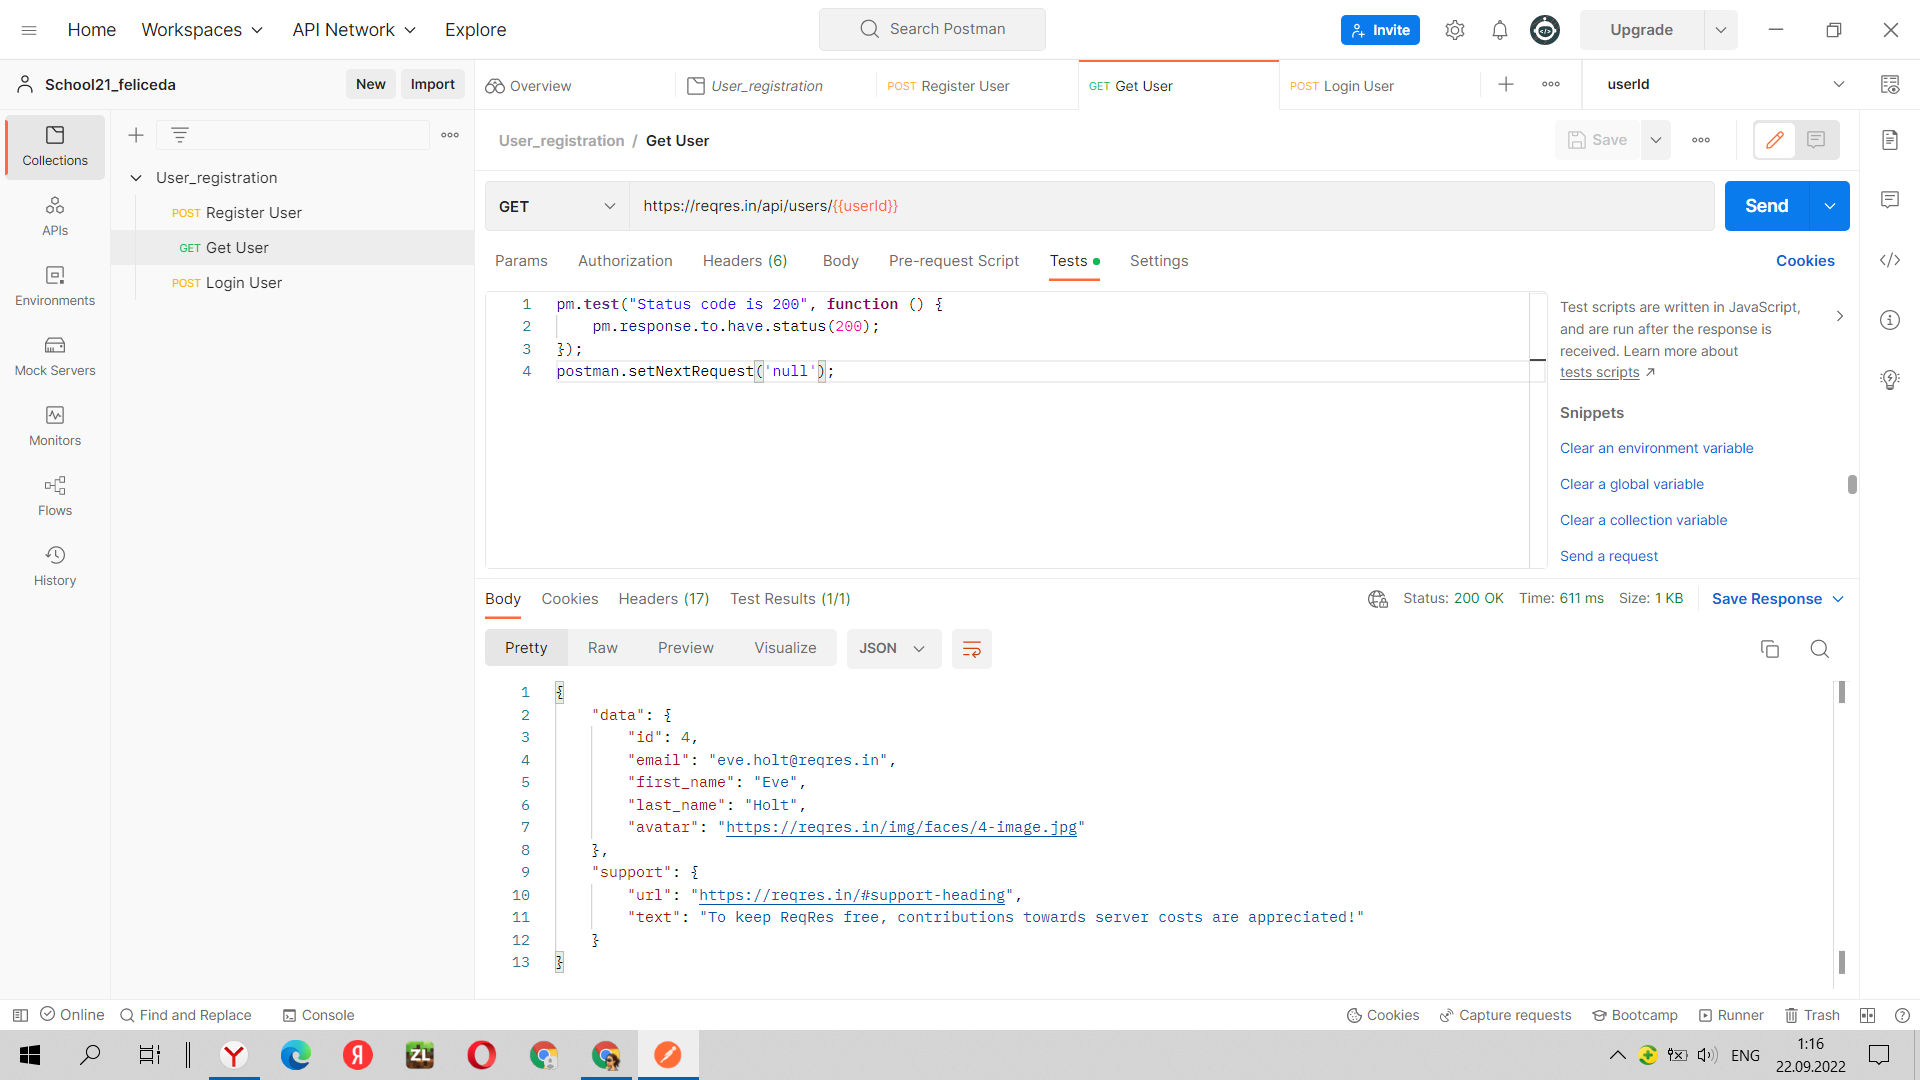 Home Workspaces API Network Explore Search Postman Invite Upgrade
School21_feliceda New Import Overview User_registration POST Register User GET Get User POST Login User userId
Collections
APIs
Environments
Mock Servers
Monitors
Flows
History
User_registration
POST Register User
GET Get User
POST Login User
User_registration / Get User Save
GET https://reqres.in/api/users/{{userId}} Send
Params Authorization Headers (6) Body Pre-request Script Tests Settings Cookies
1 pm.test("Status code is 200", function () {
2 pm.response.to.have.status(200);
3 });
4 postman.setNextRequest('null');
Test scripts are written in JavaScript,
and are run after the response is
received. Learn more about
tests scripts
Snippets
Clear an environment variable
Clear a global variable
Clear a collection variable
Send a request
Body Cookies Headers (17) Test Results (1/1) Status: 200 OK Time: 611 ms Size: 1 KB Save Response
Pretty Raw Preview Visualize JSON
1 {
2 "data": {
3 "id": 4,
4 "email": "eve.holt@reqres.in",
5 "first_name": "Eve",
6 "last_name": "Holt",
7 "avatar": "https://reqres.in/img/faces/4-image.jpg"
8 },
9 "support": {
10 "url": "https://reqres.in/#support-heading",
11 "text": "To keep ReqRes free, contributions towards server costs are appreciated!"
12 }
13 }
Online Find and Replace Console Cookies Capture requests Bootcamp Runner Trash
Y Я ZL ENG 1:16
22.09.2022